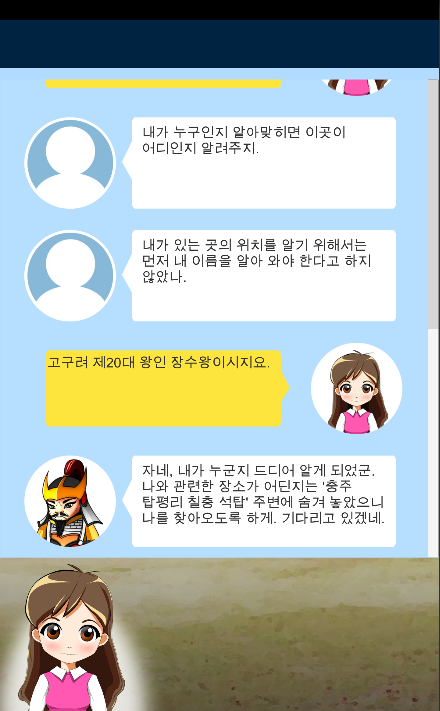 내가 누구인지 알아맞히면 이곳이
어디인지 알려주지.
내가 있는 곳의 위치를 알기 위해서는
먼저 내 이름을 알아 와야 한다고 하지
않았나.
고구려 제20대 왕인 장수왕이시지요.
자네, 내가 누군지 드디어 알게 되었군.
나와 관련한 장소가 어딘지는 '충주
탑평리 칠층 석탑' 주변에 숨겨 놓았으니
나를 찾아오도록 하게. 기다리고 있겠네.